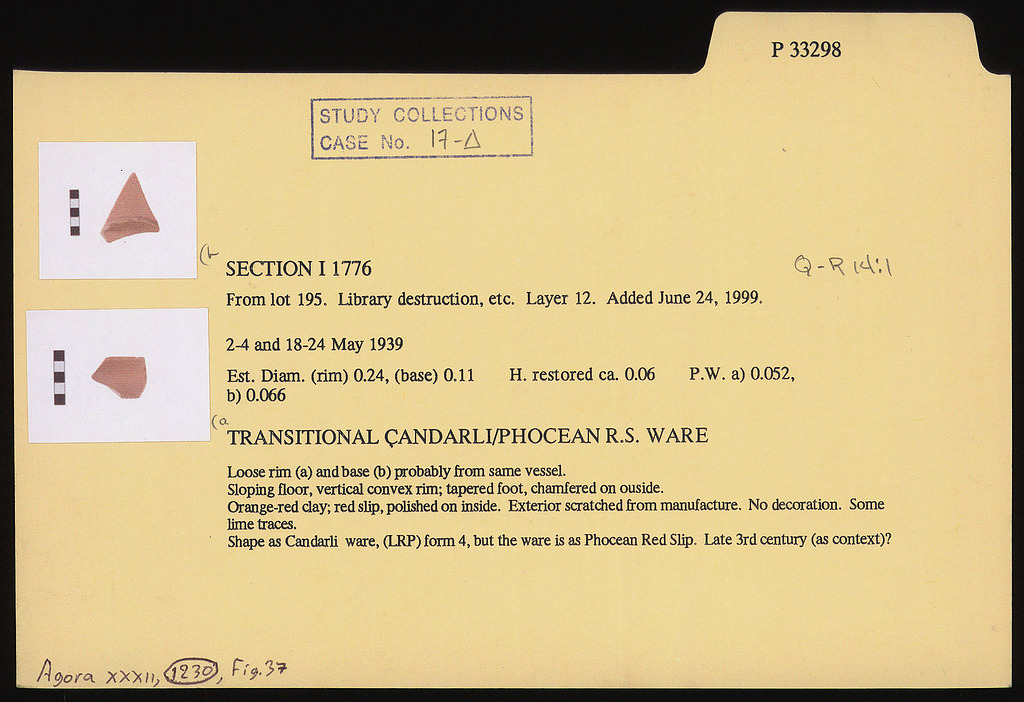 P 33298
STUDY COLLECTIONS
CASE No. 17-Δ
(b
SECTION I 1776
Q-R 14:1
From lot 195. Library destruction, etc. Layer 12. Added June 24, 1999.
2-4 and 18-24 May 1939
Est. Diam. (rim) 0.24, (base) 0.11 H. restored ca. 0.06 P.W. a) 0.052,
b) 0.066
(a
TRANSITIONAL ÇANDARLI/PHOCEAN R.S. WARE
Loose rim (a) and base (b) probably from same vessel.
Sloping floor, vertical convex rim; tapered foot, chamfered on ouside.
Orange-red clay; red slip, polished on inside. Exterior scratched from manufacture. No decoration. Some
lime traces.
Shape as Candarli ware, (LRP) form 4, but the ware is as Phocean Red Slip. Late 3rd century (as context)?
Agora XXXII, 1230, Fig.37